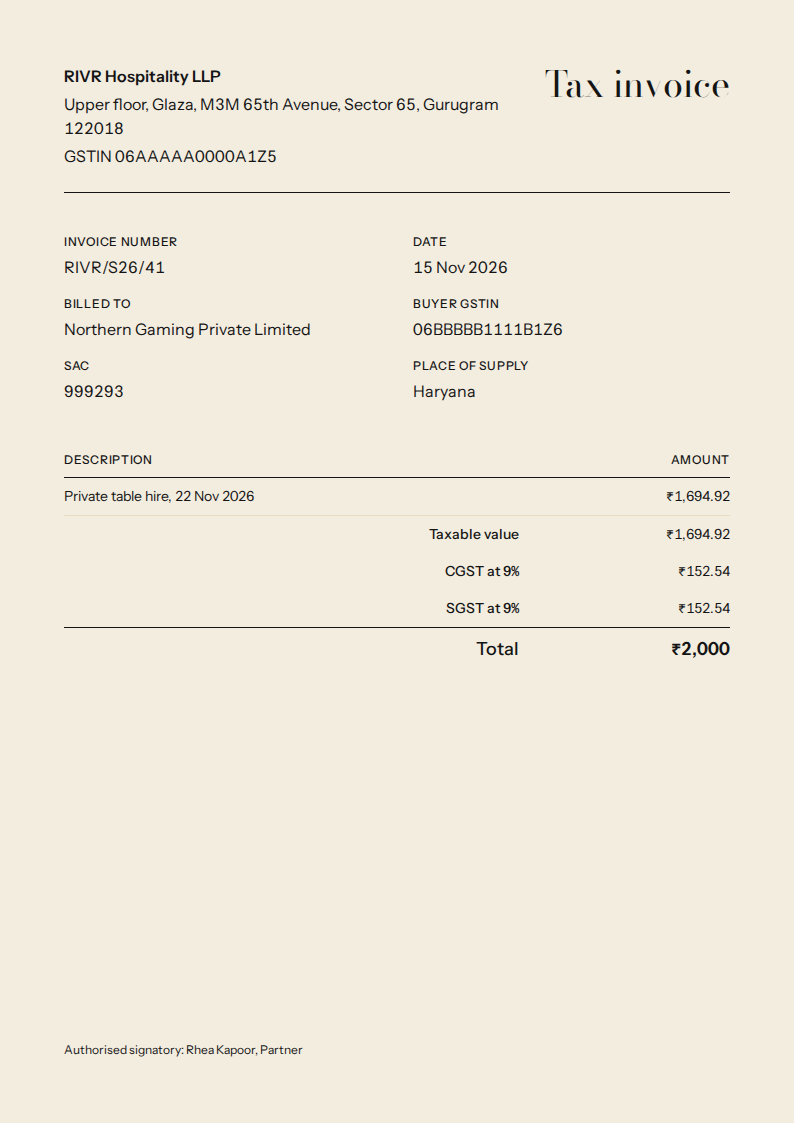 RIVR Hospitality LLP
Tax invoice
Upper floor, Glaza, M3M 65th Avenue, Sector 65, Gurugram
122018
GSTIN 06AAAAA0000A1Z5
INVOICE NUMBER
DATE
RIVR/S26/41
15 Nov 2026
BILLED TO
BUYER GSTIN
Northern Gaming Private Limited
06BBBBB1111B1Z6
SAC
PLACE OF SUPPLY
999293
Haryana
DESCRIPTION AMOUNT
Private table hire, 22 Nov 2026 ₹1,694.92
Taxable value ₹1,694.92
CGST at 9% ₹152.54
SGST at 9% ₹152.54
Total ₹2,000
Authorised signatory: Rhea Kapoor, Partner